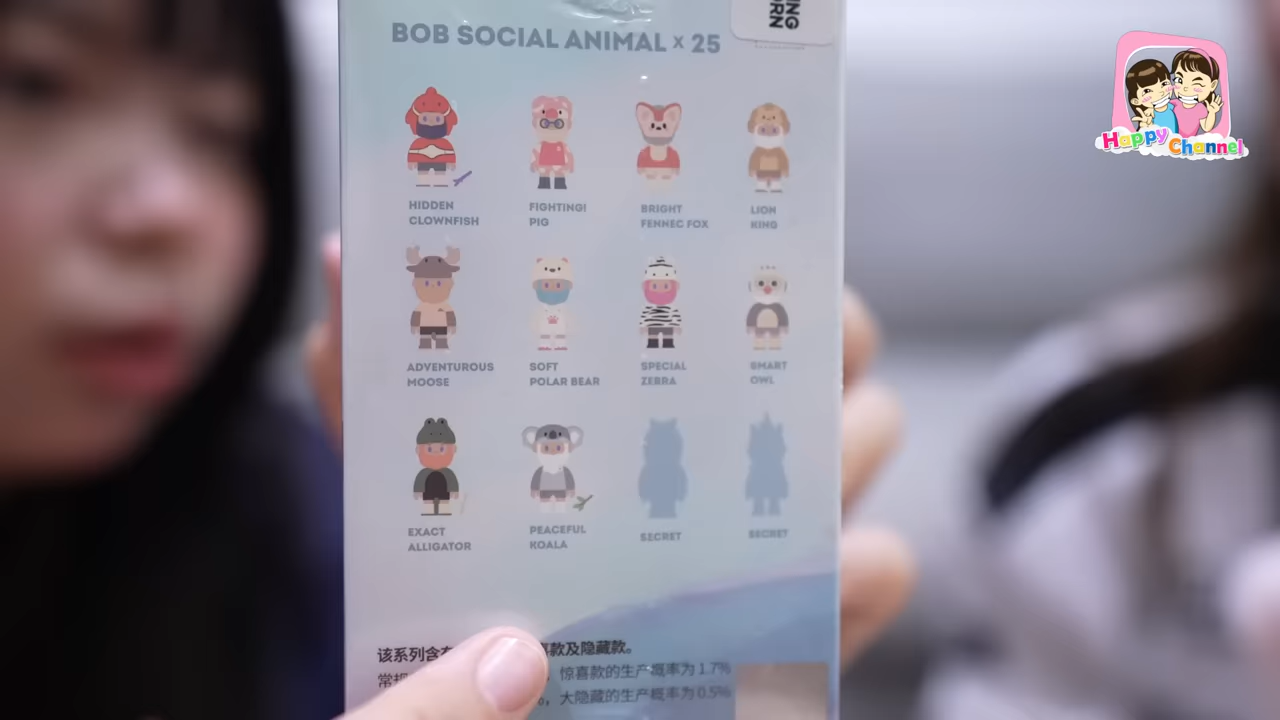 BOB SOCIAL ANIMAL x 25
ING
ORN
Happy Channel
HIDDEN
CLOWNFISH
FIGHTING!
PIG
BRIGHT
FENNEC FOX
LION
KING
ADVENTUROUS
MOOSE
SOFT
POLAR BEAR
SPECIAL
ZEBRA
SMART
OWL
EXACT
ALLIGATOR
PEACEFUL
KOALA
SECRET
SECRET
该系列含 款及隐藏款。
常 惊喜款的生产概率为 1.7%
%，大隐藏的生产概率为 0.5%